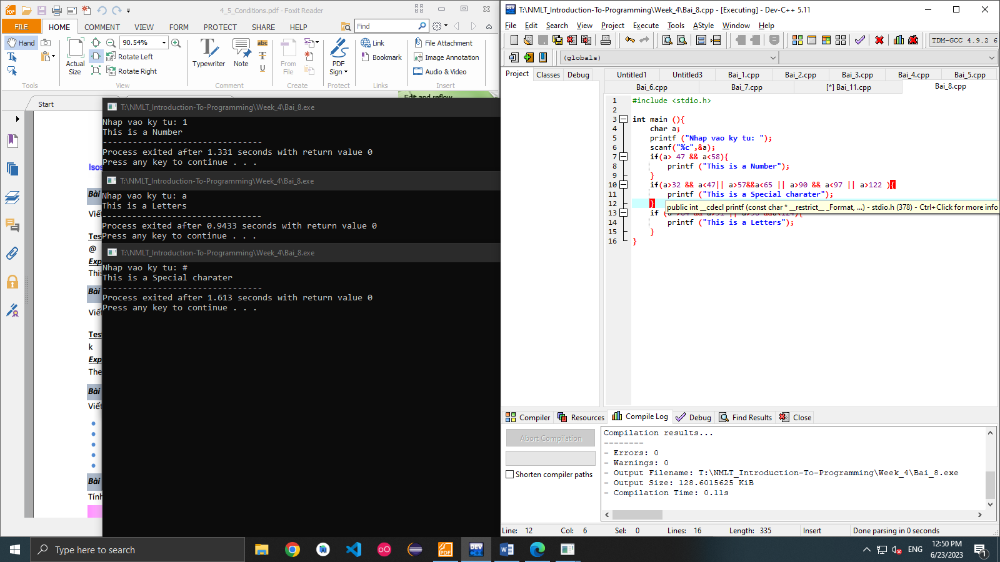 4_5_Conditions.pdf - Foxit Reader
FILE
HOME
COMMENT
VIEW
FORM
PROTECT
SHARE
HELP
Find
Hand
90.54%
Actual
Size
Rotate Left
Rotate Right
Typewriter
Note
From
File
PDF
Sign
Link
Bookmark
File Attachment
Image Annotation
Audio & Video
Tools
View
Comment
Create
Protect
Links
Insert
Start
Edit and reflow
Bài
Viết
@
This
Bài
Viết
k
The
Bài
Viết
Bài
Tính
T:\NMLT_Introduction-To-Programming\Week_4\Bai_8.exe
Nhap vao ky tu: 1
This is a Number
--------------------------------
Process exited after 1.331 seconds with return value 0
Press any key to continue . . .
T:\NMLT_Introduction-To-Programming\Week_4\Bai_8.exe
Nhap vao ky tu: a
This is a Letters
--------------------------------
Process exited after 0.9433 seconds with return value 0
Press any key to continue . . .
T:\NMLT_Introduction-To-Programming\Week_4\Bai_8.exe
Nhap vao ky tu: #
This is a Special charater
--------------------------------
Process exited after 1.613 seconds with return value 0
Press any key to continue . . .
T:\NMLT_Introduction-To-Programming\Week_4\Bai_8.cpp - [Executing] - Dev-C++ 5.11
File Edit Search View Project Execute Tools AStyle Window Help
TDM-GCC 4.9.2 6
(globals)
Project Classes Debug
Untitled1 Untitled3 Bai_1.cpp Bai_2.cpp Bai_3.cpp Bai_4.cpp Bai_5.cpp
Bai_6.cpp Bai_7.cpp [*] Bai_11.cpp Bai_8.cpp
1 #include <stdio.h>
2
3 int main (){
4 char a;
5 printf ("Nhap vao ky tu: ");
6 scanf("%c",&a);
7 if(a> 47 && a<58){
8 printf ("This is a Number");
9 }
10 if(a>32 && a<47|| a>57&&a<65 || a>90 && a<97 || a>122 ){
11 printf ("This is a Special charater");
12 }
public int __cdecl printf (const char * __restrict__ _Format, ...) - stdio.h (378) - Ctrl+Click for more info
13 if (a >64 && a<91 || a>96 &&a<124){
14 printf ("This is a Letters");
15 }
16 }
Compiler Resources Compile Log Debug Find Results Close
Abort Compilation
Shorten compiler paths
Compilation results...
--------
- Errors: 0
- Warnings: 0
- Output Filename: T:\NMLT_Introduction-To-Programming\Week_4\Bai_8.exe
- Output Size: 128.6015625 KiB
- Compilation Time: 0.11s
Line: 12 Col: 6 Sel: 0 Lines: 16 Length: 335 Insert Done parsing in 0 seconds
Type here to search
ENG
12:50 PM
6/23/2023
1